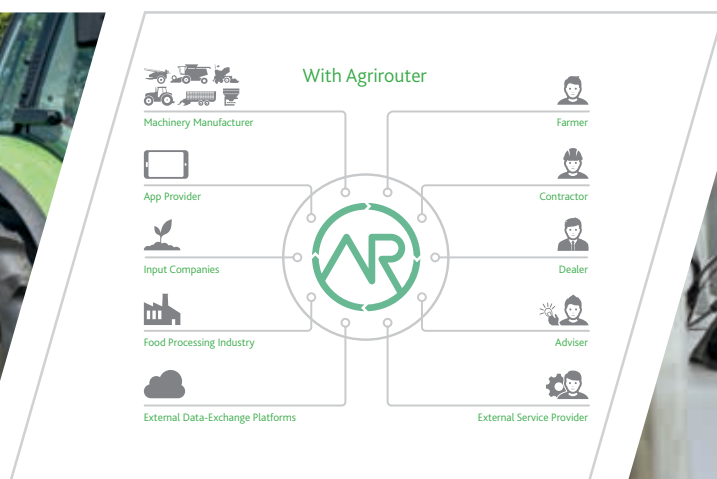 With Agrirouter
Machinery Manufacturer
Farmer
App Provider
Contractor
AR
Input Companies
Dealer
Food Processing Industry
Adviser
External Data-Exchange Platforms
External Service Provider